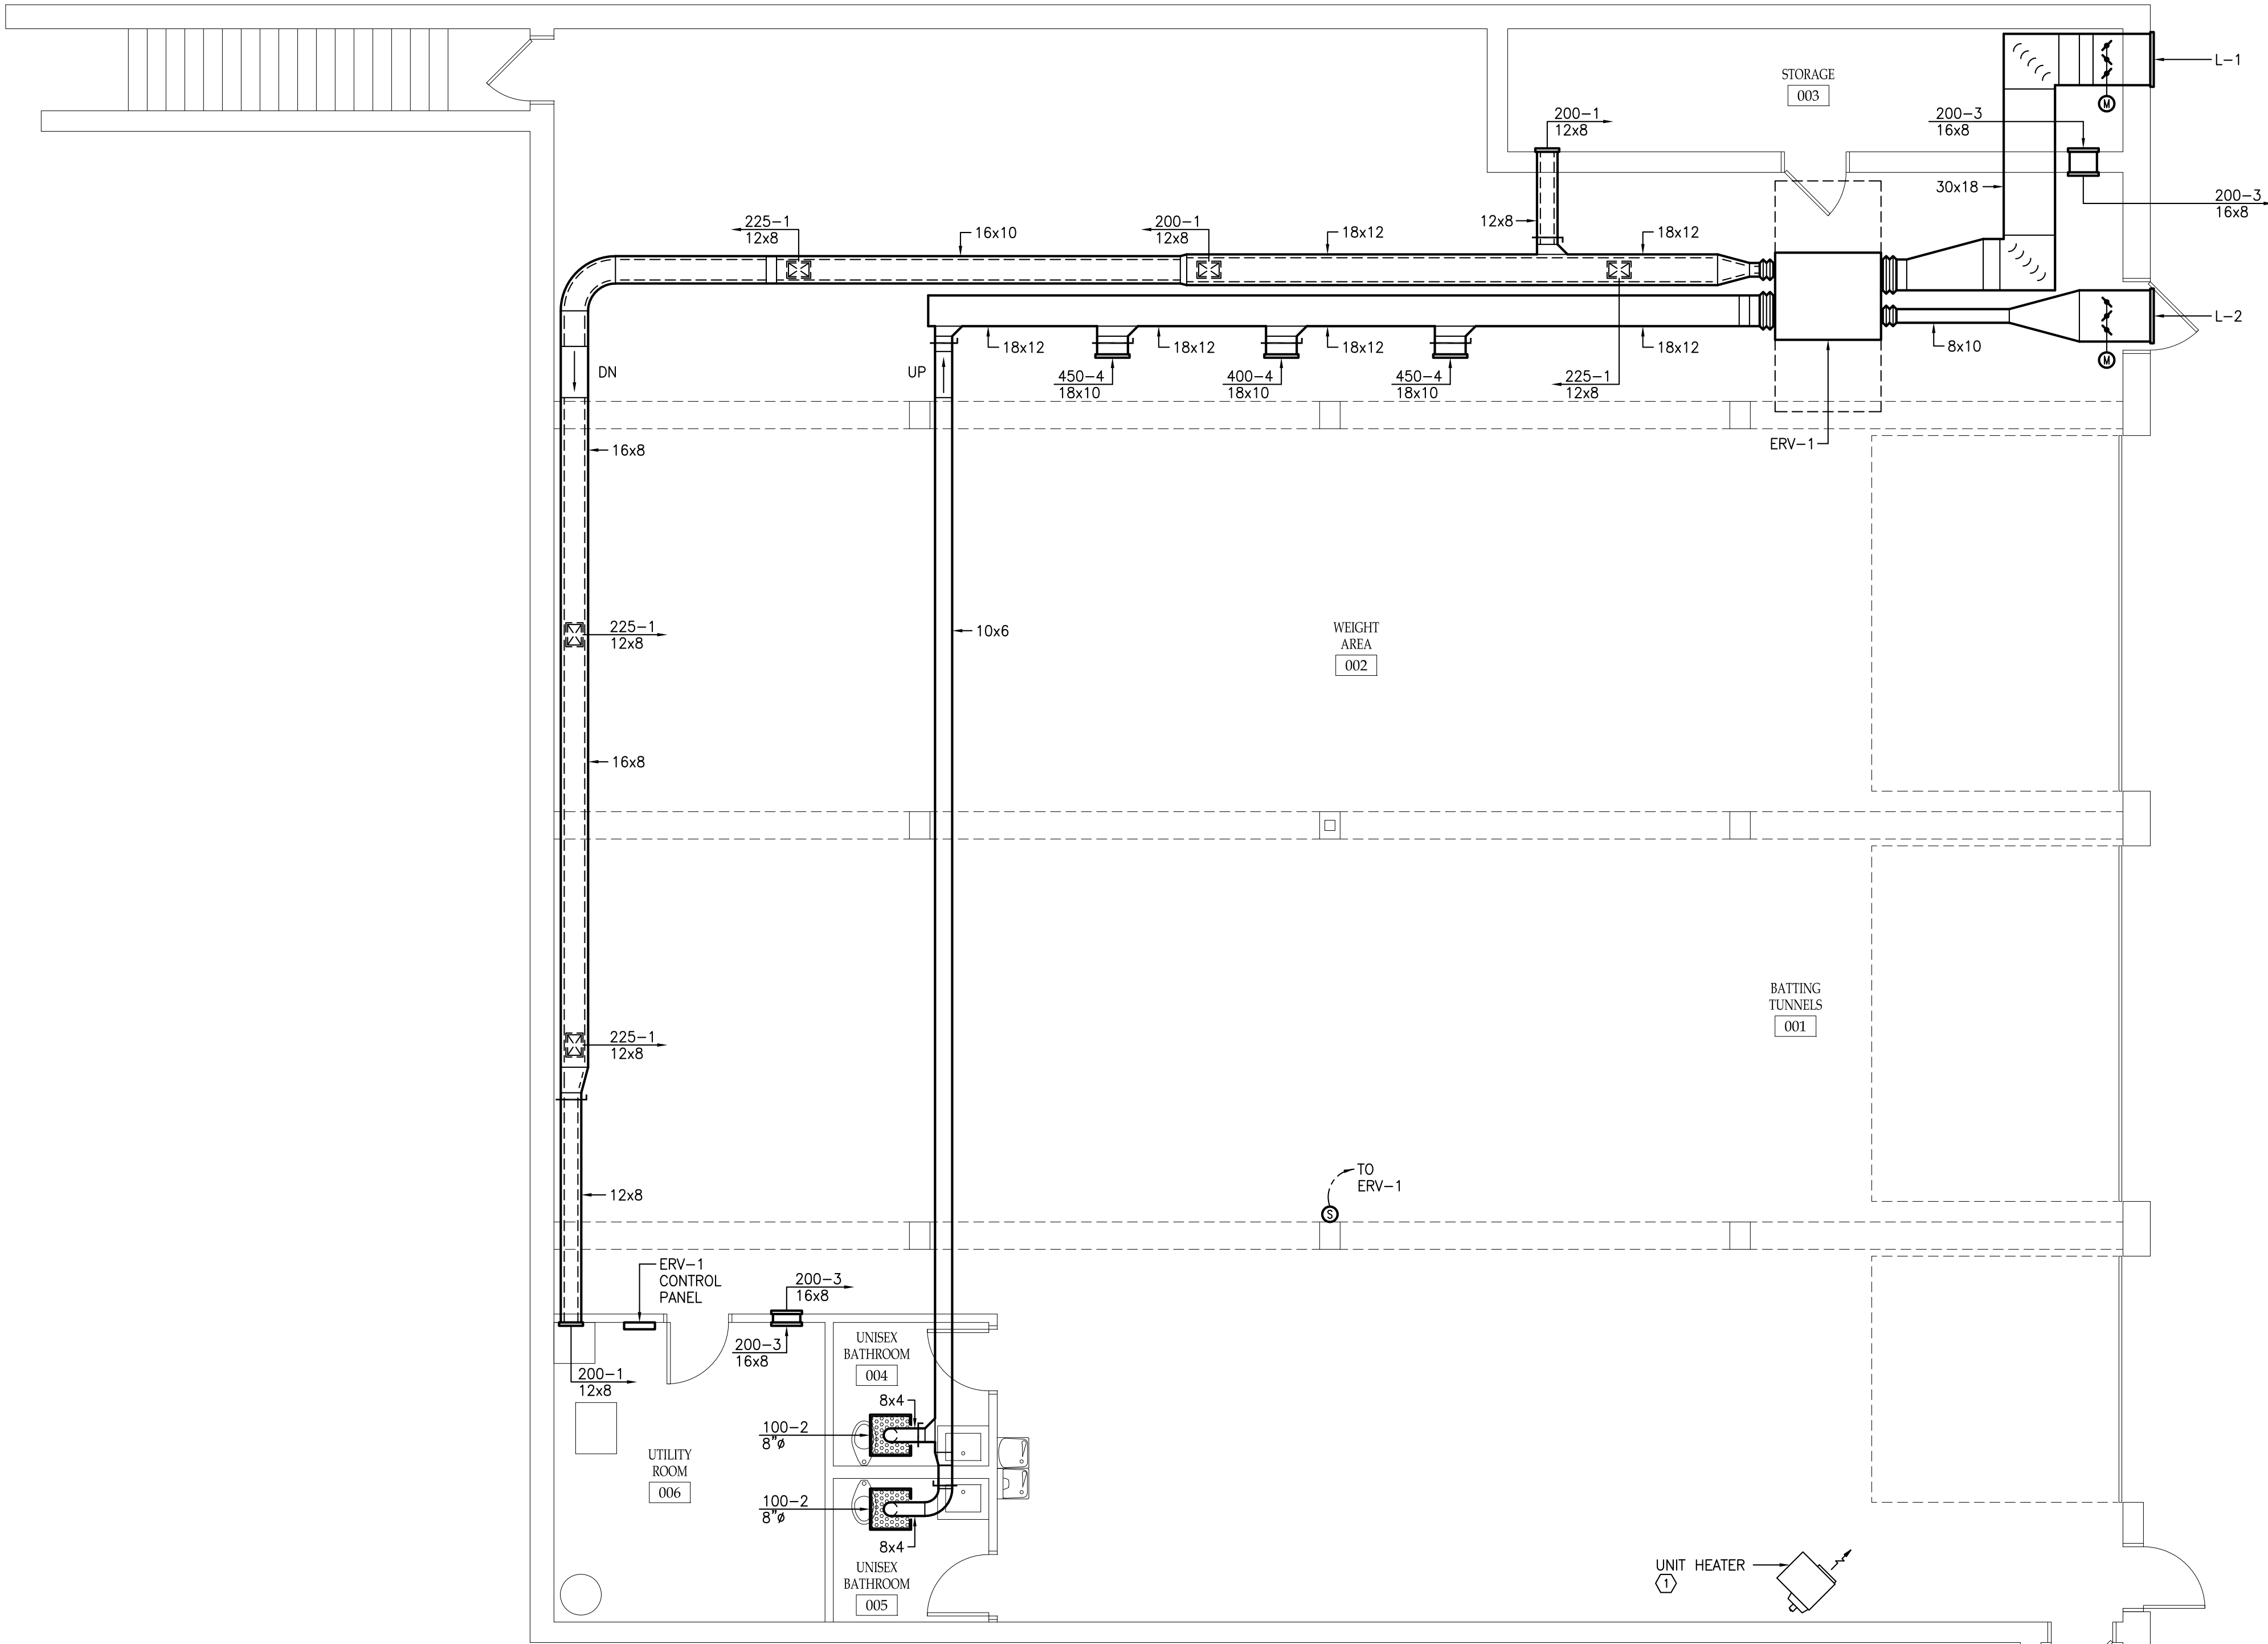 L-1
STORAGE
003
M
200-1
12x8
200-3
16x8
30x18
200-3
16x8
225-1
12x8
16x10
200-1
12x8
18x12
12x8
18x12
L-2
8x10
M
DN
UP
18x12
18x12
18x12
18x12
450-4
18x10
400-4
18x10
450-4
18x10
225-1
12x8
ERV-1
16x8
225-1
12x8
10x6
WEIGHT
AREA
002
16x8
BATTING
TUNNELS
001
225-1
12x8
12x8
TO
ERV-1
S
ERV-1
CONTROL
PANEL
200-3
16x8
200-3
16x8
UNISEX
BATHROOM
004
200-1
12x8
8x4
100-2
8"ø
UTILITY
ROOM
006
100-2
8"ø
8x4
UNISEX
BATHROOM
005
UNIT HEATER
1